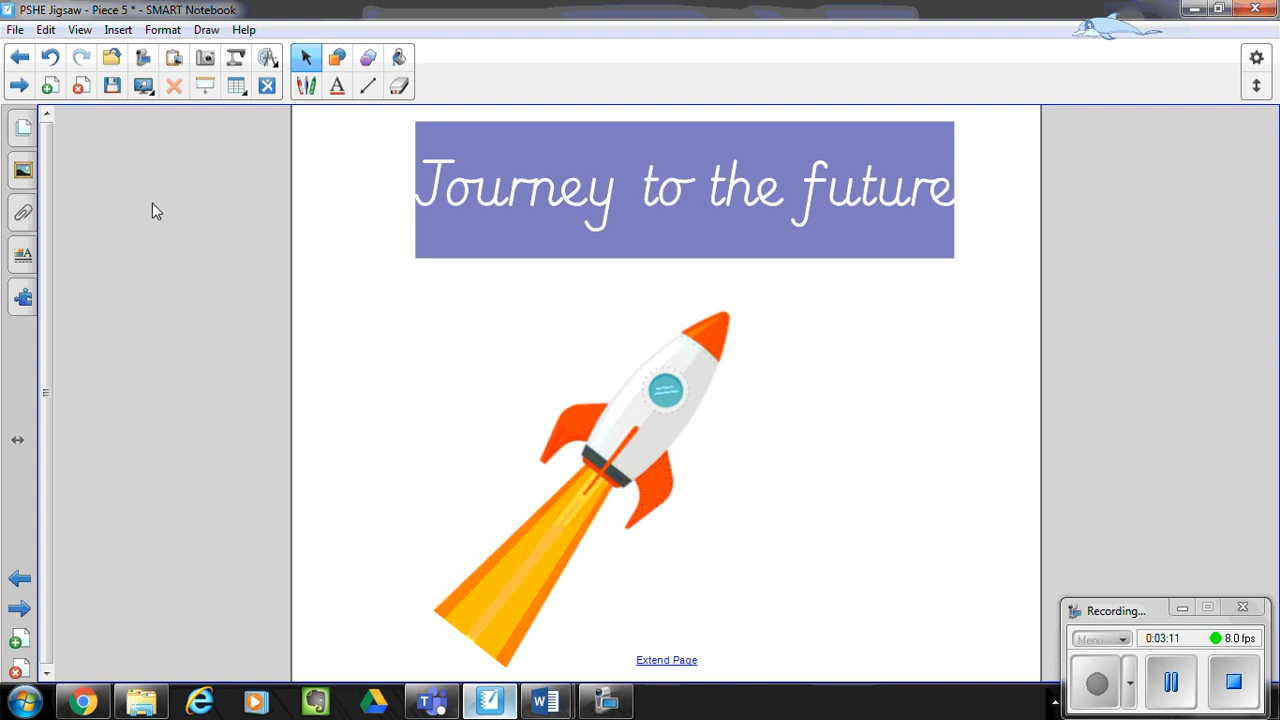 PSHE Jigsaw - Piece 5 * - SMART Notebook
File Edit View Insert Format Draw Help
Journey to the future
Extend Page
Recording...
Menu 0:03:11 8.0 fps